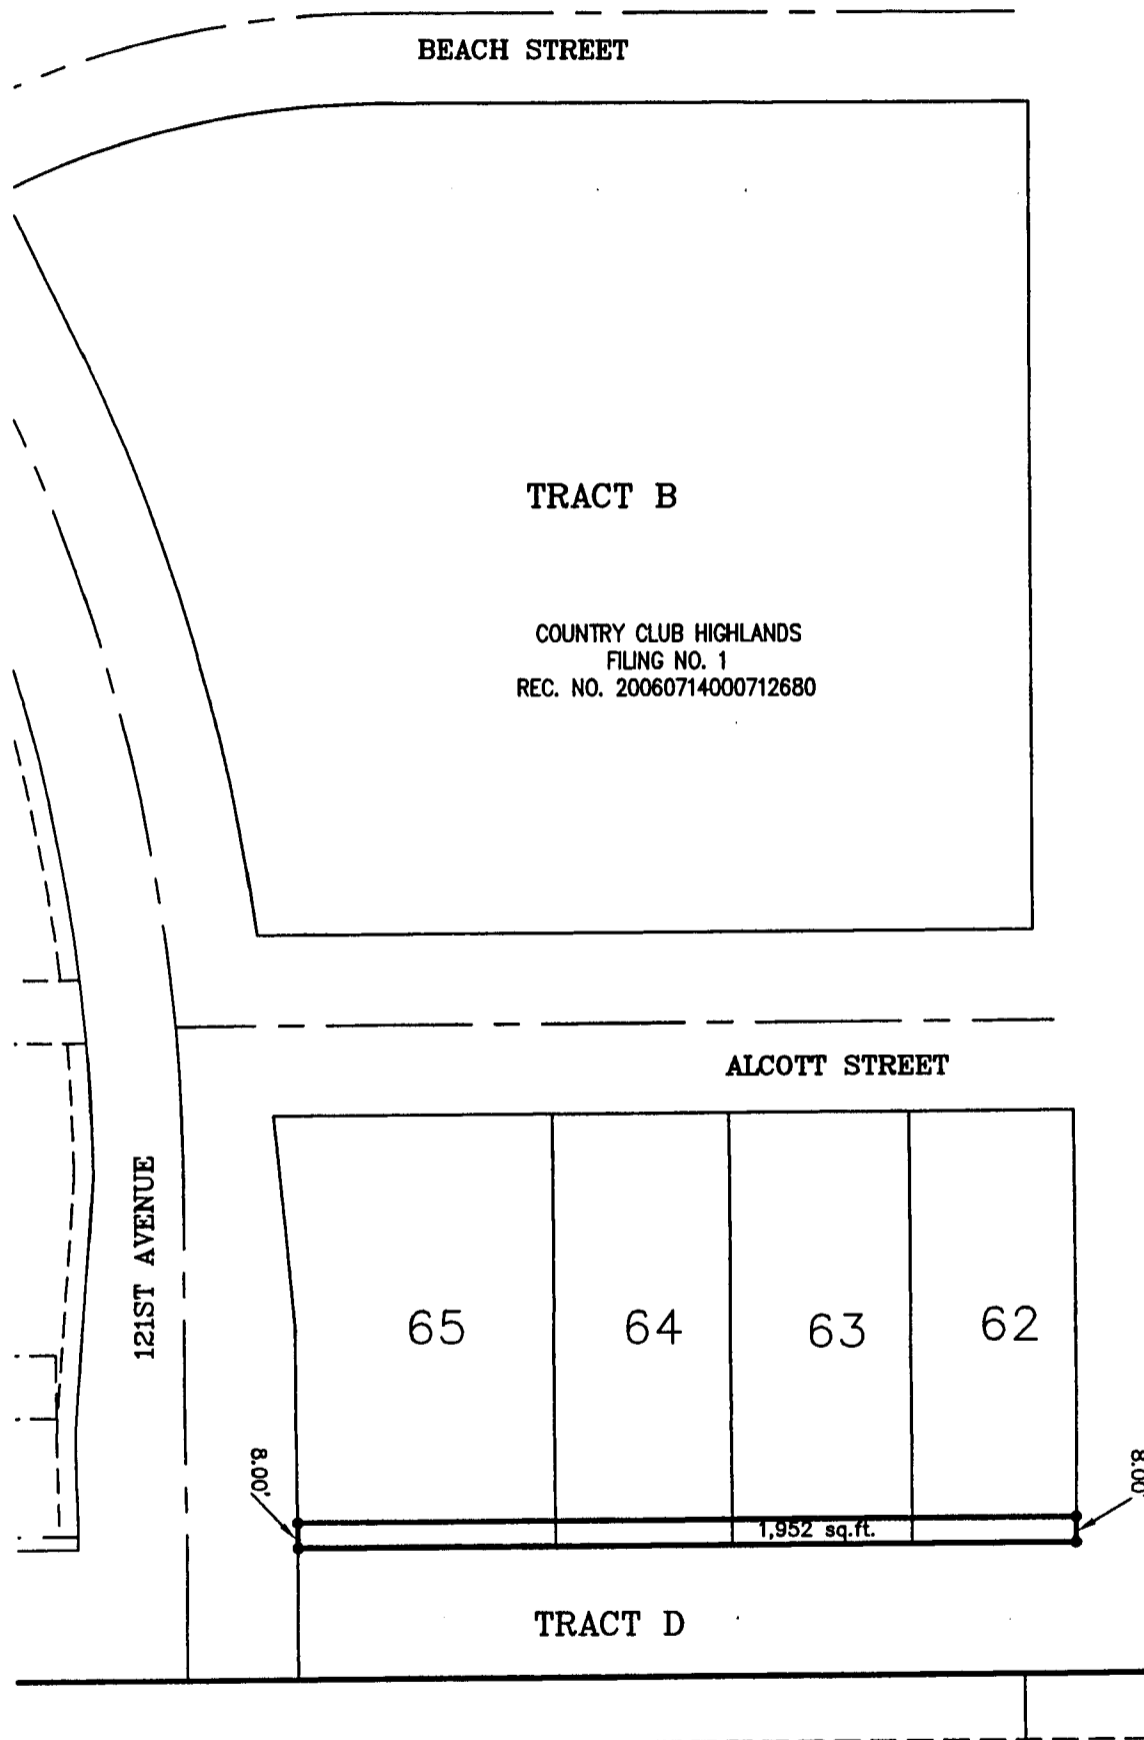 BEACH STREET
TRACT B
COUNTRY CLUB HIGHLANDS
FILING NO. 1
REC. NO. 20060714000712680
ALCOTT STREET
121ST AVENUE
65
64
63
62
8.00'
8.00'
1,952 sq.ft.
TRACT D